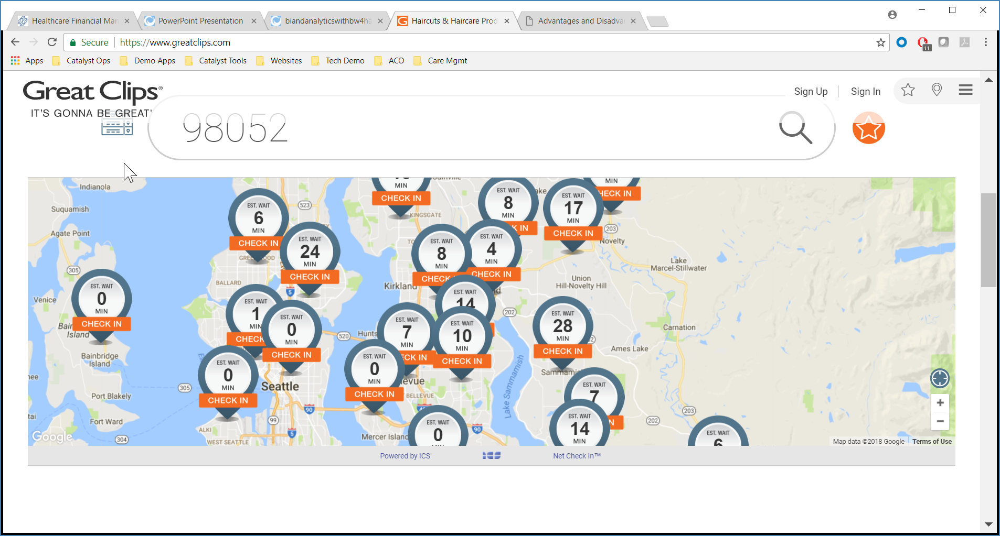 Healthcare Financial Man
PowerPoint Presentation
biandanalyticswithbw4ha
Haircuts & Haircare Prod
Advantages and Disadva
Secure
https://www.greatclips.com
11
Apps
Catalyst Ops
Demo Apps
Catalyst Tools
Websites
Tech Demo
ACO
Care Mgmt
Great Clips®
IT'S GONNA BE GREAT
Sign Up
Sign In
98052
Indianola
Suquamish
Agate Point
305
Venice
EST. WAIT
0
MIN
CHECK IN
Island
Bainbridge
Island
Port Blakely
Fort Ward
304
305
Google
EST. WAIT
6
MIN
CHECK IN
523
EST. WAIT
24
MIN
CHECK IN
BALLARD
5
EST. WAIT
1
MIN
CHECK
EST. WAIT
0
MIN
CHECK IN
EST. WAIT
0
MIN
CHECK IN
Seattle
99
90
5
ALKI
WEST SEATTLE
520
MIN
CHECK IN
KINGSGATE
EST. WAIT
8
MIN
IN
EST. WAIT
17
MIN
CHECK IN
MIN
HECK IN
203
Novelty
EST. WAIT
8
MIN
CHECK
EST. WAIT
4
MIN
CHECK IN
Kirkland
EST. WAIT
14
202
Union
Hill-Novelty Hill
Lake
Marcel-Stillwater
Hunts
EST. WAIT
7
MIN
CK IN
EST. WAIT
10
MIN
CHECK IN
EST. WAIT
0
MIN
CHECK IN
evue
BELLEVUE
EST. WAIT
28
MIN
CHECK IN
Ames Lake
Carnation
Sammamis
Lake Sammamish
EST. WAIT
7
EST. WAIT
14
MIN
N
EST. WAIT
0
Mercer Island
90
202
203
EST. WAIT
6
Map data ©2018 Google
Terms of Use
Powered by ICS
ICS
Net Check In™